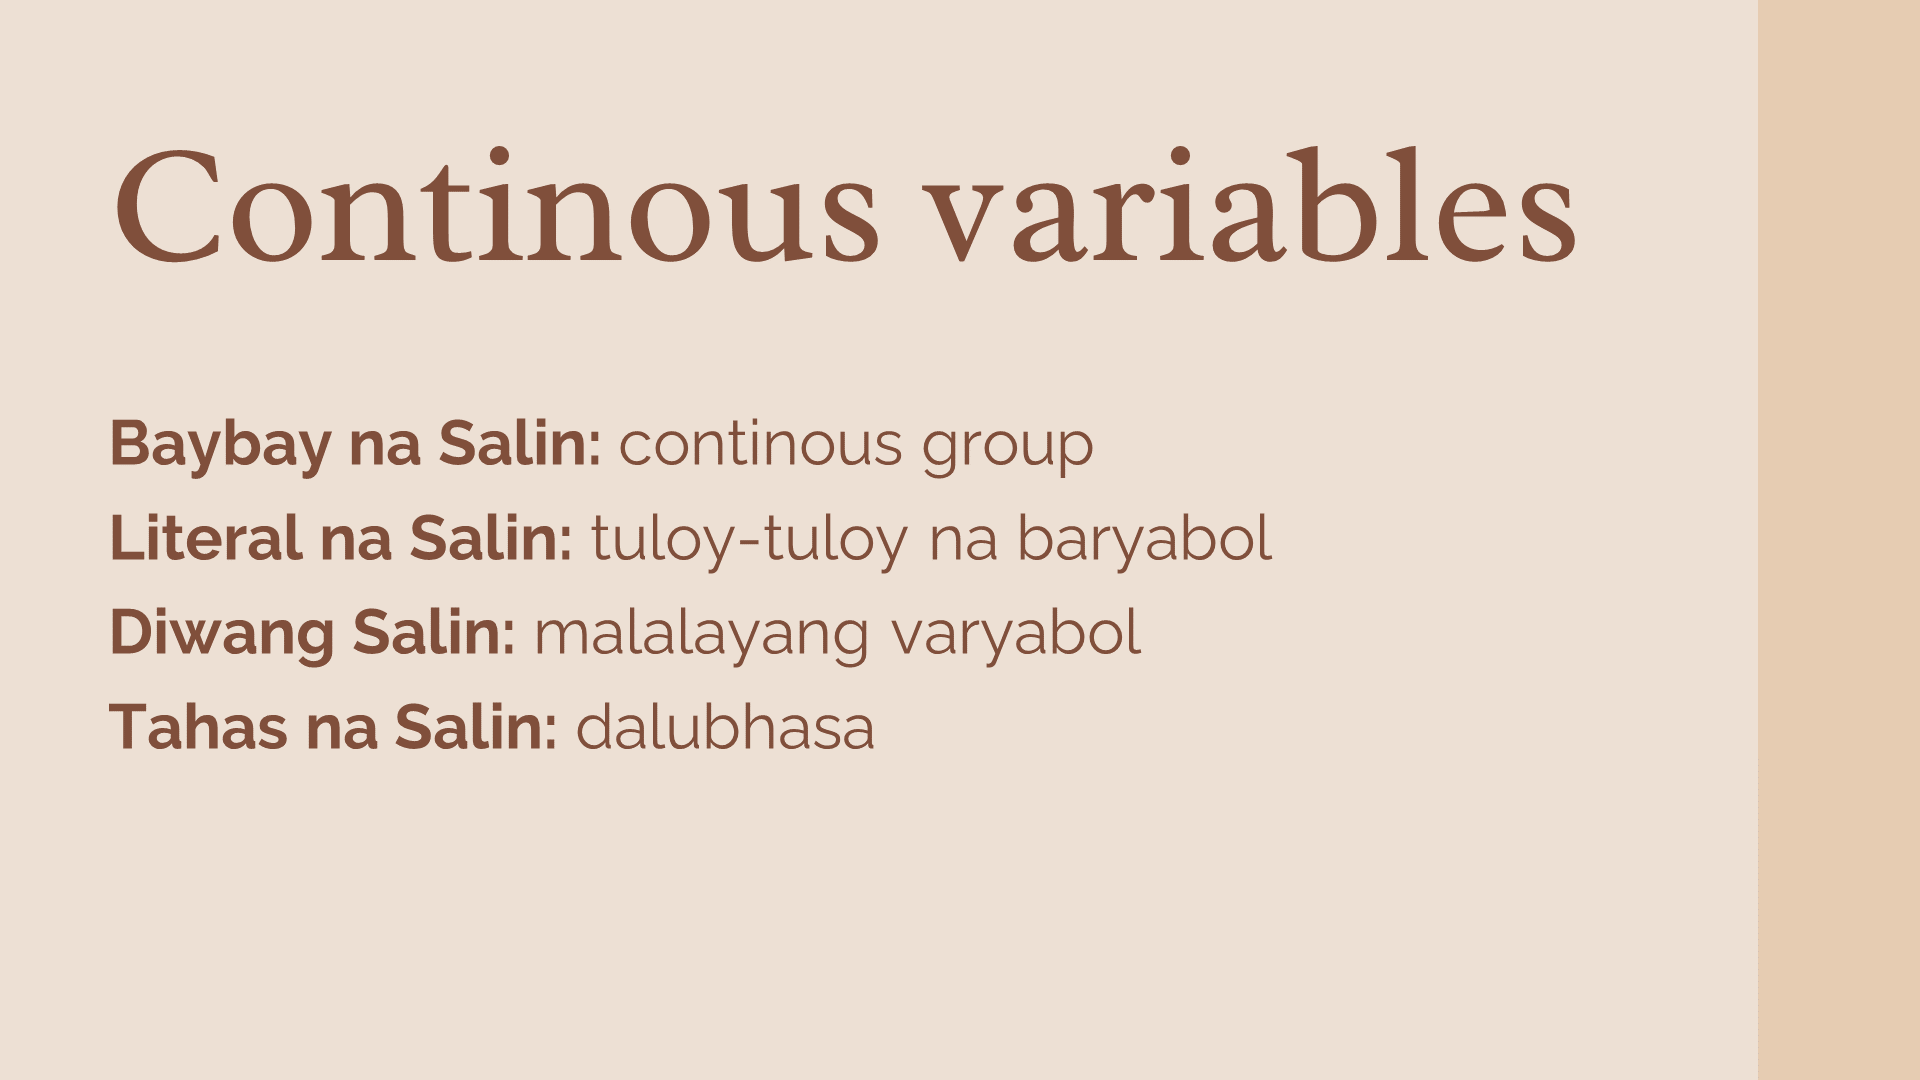 Continous variables
Baybay na Salin: continous group
Literal na Salin: tuloy-tuloy na baryabol
Diwang Salin: malalayang varyabol
Tahas na Salin: dalubhasa